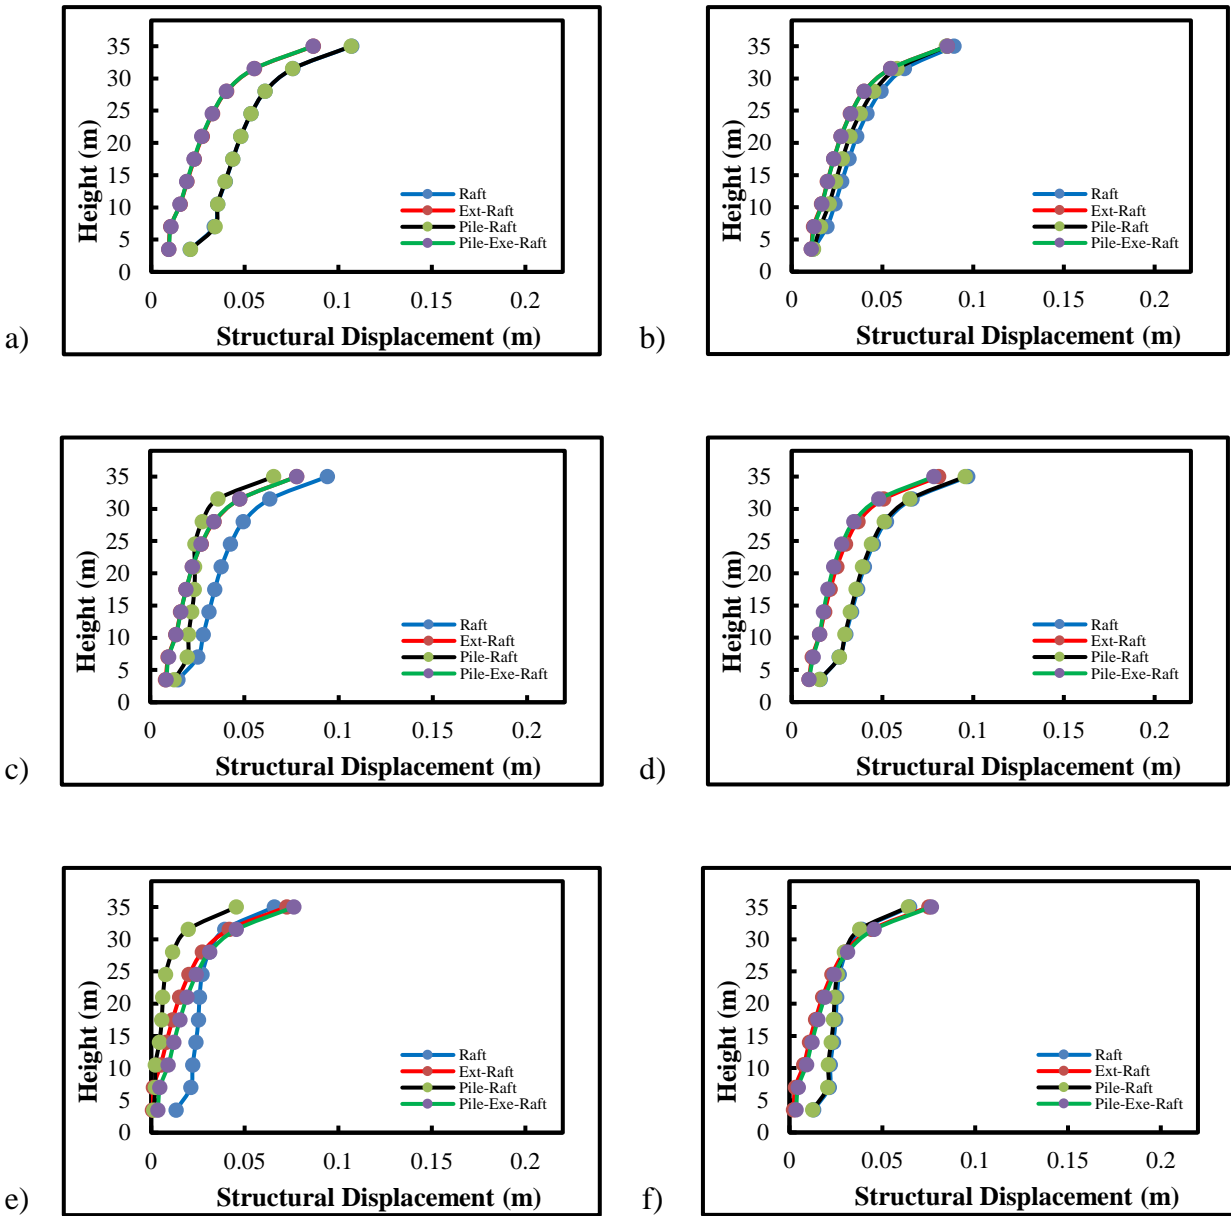 a)
Height (m)
35
30
25
20
15
10
5
0
0 0.05 0.1 0.15 0.2
Structural Displacement (m)
Raft
Ext-Raft
Pile-Raft
Pile-Exe-Raft
b)
Height (m)
35
30
25
20
15
10
5
0
0 0.05 0.1 0.15 0.2
Structural Displacement (m)
Raft
Ext-Raft
Pile-Raft
Pile-Exe-Raft
c)
Height (m)
35
30
25
20
15
10
5
0
0 0.05 0.1 0.15 0.2
Structural Displacement (m)
Raft
Ext-Raft
Pile-Raft
Pile-Exe-Raft
d)
Height (m)
35
30
25
20
15
10
5
0
0 0.05 0.1 0.15 0.2
Structural Displacement (m)
Raft
Ext-Raft
Pile-Raft
Pile-Exe-Raft
e)
Height (m)
35
30
25
20
15
10
5
0
0 0.05 0.1 0.15 0.2
Structural Displacement (m)
Raft
Ext-Raft
Pile-Raft
Pile-Exe-Raft
f)
Height (m)
35
30
25
20
15
10
5
0
0 0.05 0.1 0.15 0.2
Structural Displacement (m)
Raft
Ext-Raft
Pile-Raft
Pile-Exe-Raft